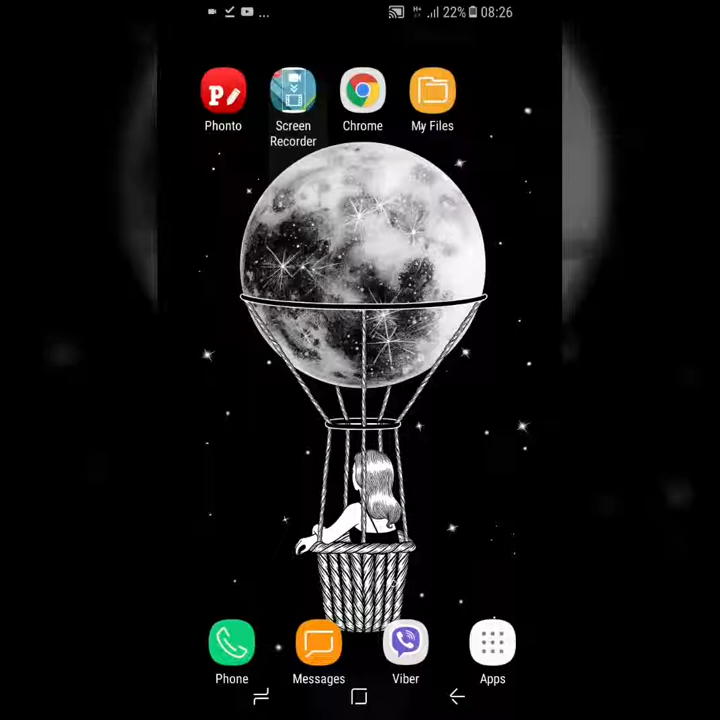 ... H+ 22% 08:26
Phonto
Screen Recorder
Chrome
My Files
Phone
Messages
Viber
Apps